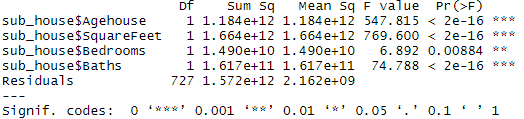 Df Sum Sq Mean Sq F value Pr(>F)
sub_house$Agehouse 1 1.184e+12 1.184e+12 547.815 < 2e-16 ***
sub_house$SquareFeet 1 1.664e+12 1.664e+12 769.600 < 2e-16 ***
sub_house$Bedrooms 1 1.490e+10 1.490e+10 6.892 0.00884 **
sub_house$Baths 1 1.617e+11 1.617e+11 74.788 < 2e-16 ***
Residuals 727 1.572e+12 2.162e+09
---
Signif. codes: 0 ‘***’ 0.001 ‘**’ 0.01 ‘*’ 0.05 ‘.’ 0.1 ‘ ’ 1